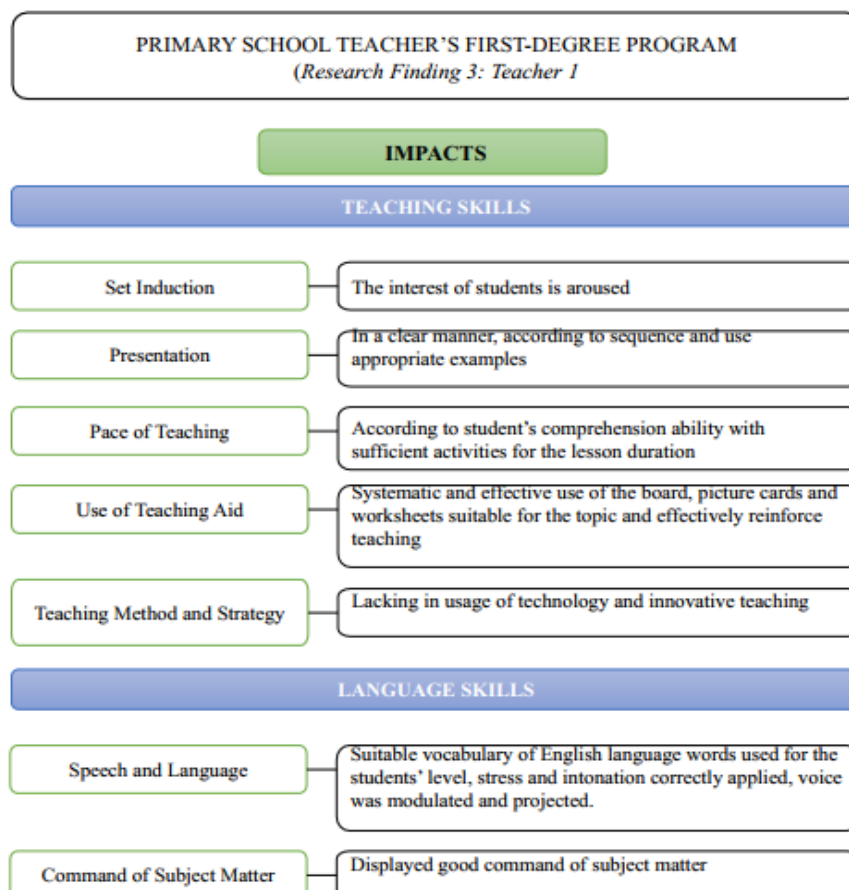 PRIMARY SCHOOL TEACHER'S FIRST-DEGREE PROGRAM
(Research Finding 3: Teacher 1
IMPACTS
TEACHING SKILLS
Set Induction
The interest of students is aroused
Presentation
In a clear manner, according to sequence and use
appropriate examples
Pace of Teaching
According to student's comprehension ability with
sufficient activities for the lesson duration
Use of Teaching Aid
Systematic and effective use of the board, picture cards and
worksheets suitable for the topic and effectively reinforce
teaching
Teaching Method and Strategy
Lacking in usage of technology and innovative teaching
LANGUAGE SKILLS
Speech and Language
Suitable vocabulary of English language words used for the
students' level, stress and intonation correctly applied, voice
was modulated and projected.
Command of Subject Matter
Displayed good command of subject matter